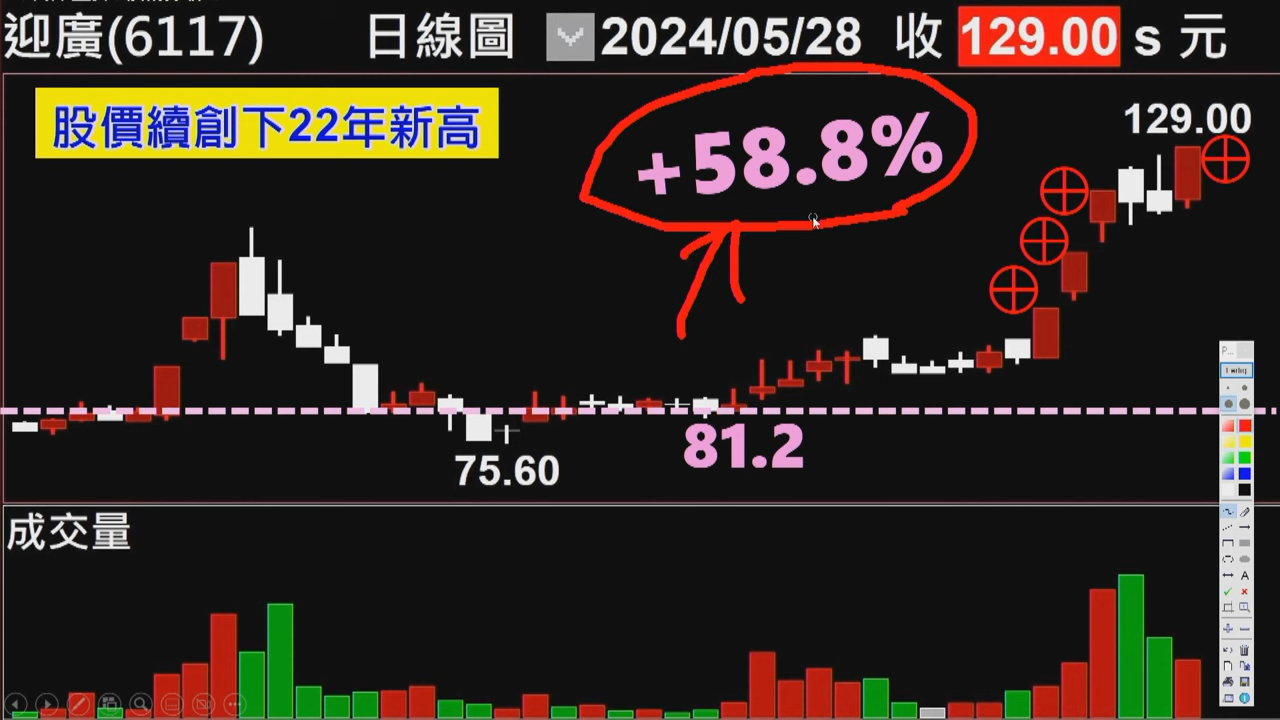 迎廣(6117) 日線圖 2024/05/28 收 129.00 s 元
股價續創下22年新高
+58.8%
129.00
81.2
75.60
成交量